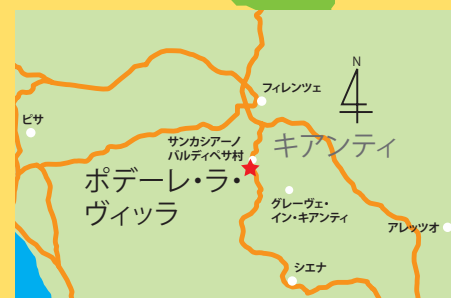 N
フィレンツェ
ピサ
サンカシアーノ
バルディペサ村
キアンティ
ポデーレ・ラ・
ヴィッラ
グレーヴェ・
イン・キアンティ
アレッツオ
シエナ